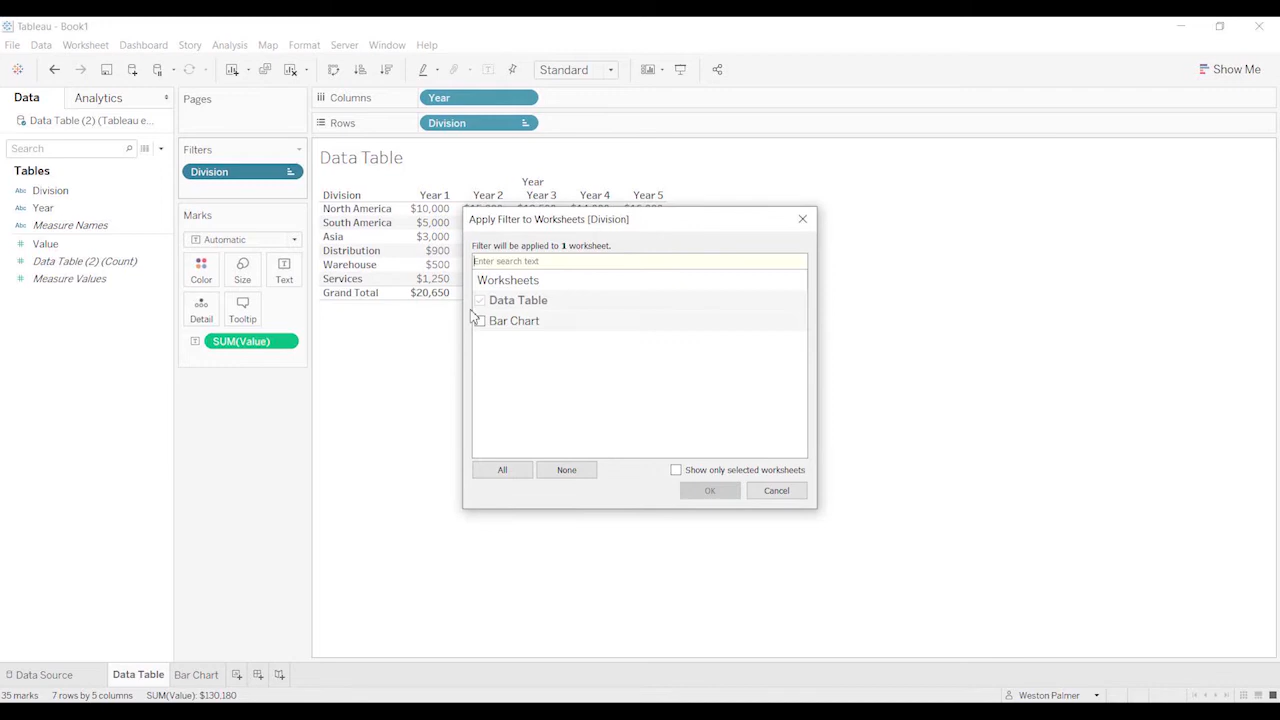 Tableau - Book1
File Data Worksheet Dashboard Story Analysis Map Format Server Window Help
Standard
Show Me
Data Analytics
Pages
Columns Year
Data Table (2) (Tableau e...
Rows Division
Search
Filters
Data Table
Tables
Division
Abc Division
Abc Year
Abc Measure Names
# Value
# Data Table (2) (Count)
# Measure Values
Marks
Automatic
Color Size Text
Detail Tooltip
SUM(Value)
Year
Division Year 1 Year 2 Year 3 Year 4 Year 5
North America $10,000
South America $5,000
Asia $3,000
Distribution $900
Warehouse $500
Services $1,250
Grand Total $20,650
Apply Filter to Worksheets [Division]
Filter will be applied to 1 worksheet.
Enter search text
Worksheets
Data Table
Bar Chart
All None
Show only selected worksheets
OK Cancel
Data Source Data Table Bar Chart
35 marks 7 rows by 5 columns SUM(Value): $130,180
Weston Palmer